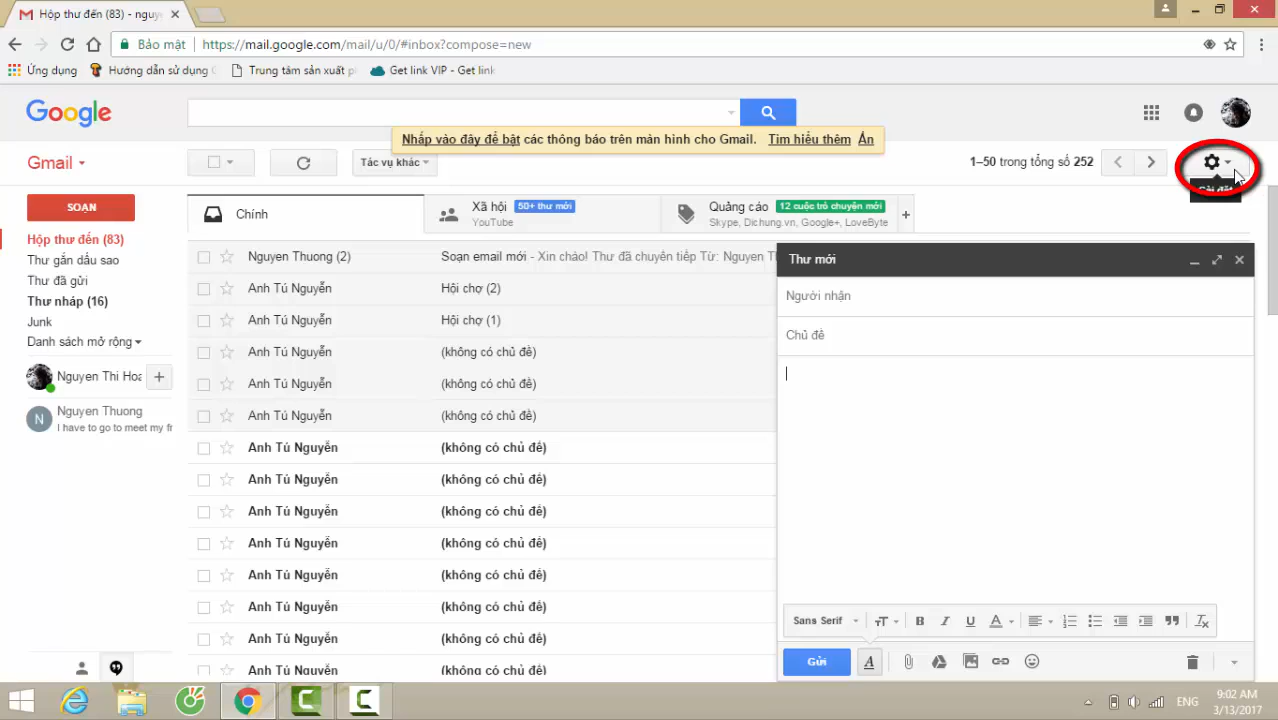 Hộp thư đến (83) - nguy
Bảo mật
https://mail.google.com/mail/u/0/#inbox?compose=new
Ứng dụng
Hướng dẫn sử dụng
Trung tâm sản xuất
Get link VIP - Get link
Google
Nhấp vào đây để bật các thông báo trên màn hình cho Gmail. Tìm hiểu thêm Ẩn
Gmail
Tác vụ khác
1–50 trong tổng số 252
Cài đặt
SOẠN
Chính
Xã hội 50+ thư mới
YouTube
Quảng cáo 12 cuộc trò chuyện mới
Skype, Dichung.vn, Google+, LoveByte
Hộp thư đến (83)
Thư gắn dấu sao
Thư đã gửi
Thư nháp (16)
Junk
Danh sách mở rộng
Nguyen Thi Hoa
Nguyen Thuong
I have to go to meet my fr
N
Nguyen Thuong (2) Soạn email mới - Xin chào! Thư đã chuyển tiếp Từ: Nguyen T
Anh Tú Nguyễn Hội chợ (2)
Anh Tú Nguyễn Hội chợ (1)
Anh Tú Nguyễn (không có chủ đề)
Anh Tú Nguyễn (không có chủ đề)
Anh Tú Nguyễn (không có chủ đề)
Anh Tú Nguyễn (không có chủ đề)
Anh Tú Nguyễn (không có chủ đề)
Anh Tú Nguyễn (không có chủ đề)
Anh Tú Nguyễn (không có chủ đề)
Anh Tú Nguyễn (không có chủ đề)
Anh Tú Nguyễn (không có chủ đề)
Anh Tú Nguyễn (không có chủ đề)
Anh Tú Nguyễn (không có chủ đề)
Thư mới
Người nhận
Chủ đề
Sans Serif
Gửi
ENG
9:02 AM
3/13/2017